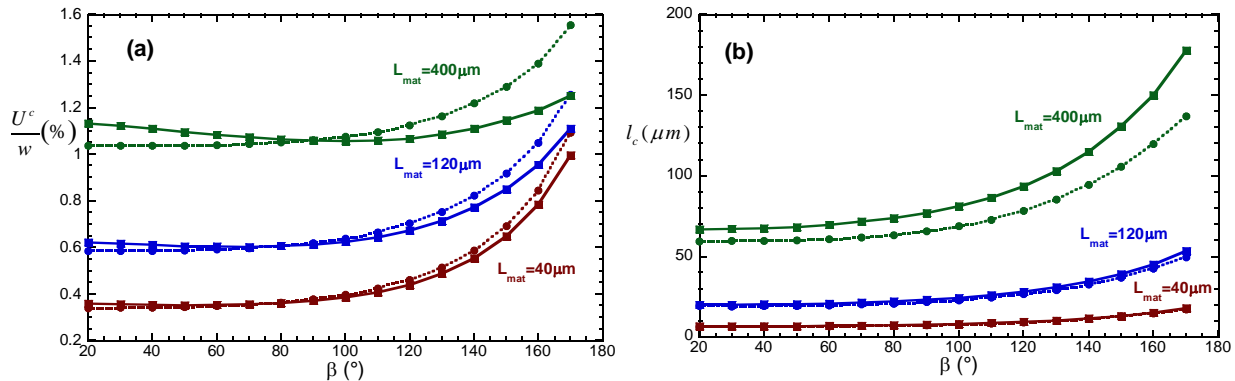 (a)
1.6
1.4
1.2
1
0.8
0.6
0.4
0.2
U^c/w (%)
L_mat=400µm
L_mat=120µm
L_mat=40µm
20 40 60 80 100 120 140 160 180
β (°)
(b)
200
150
100
50
0
l_c(µm)
L_mat=400µm
L_mat=120µm
L_mat=40µm
20 40 60 80 100 120 140 160 180
β (°)